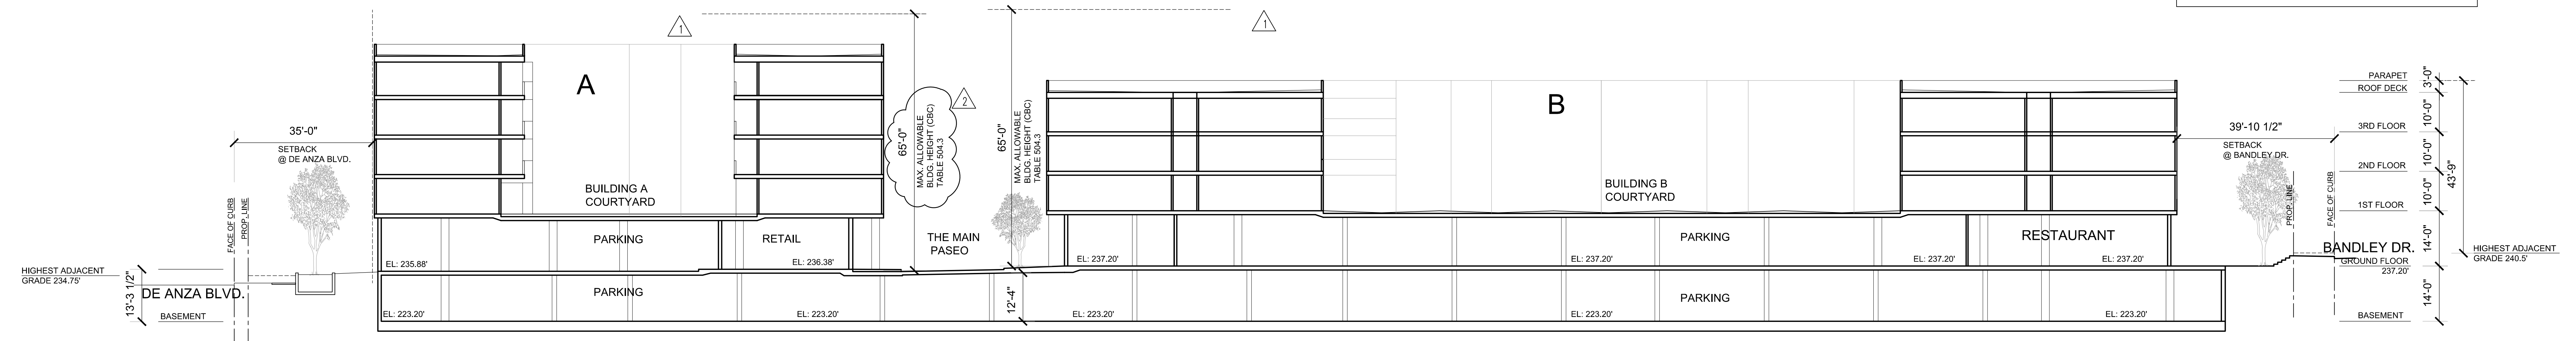 1
1
A
B
2
65'-0"
MAX. ALLOWABLE
BLDG. HEIGHT (CBC)
TABLE 504.3
65'-0"
MAX. ALLOWABLE
BLDG. HEIGHT (CBC)
TABLE 504.3
35'-0"
SETBACK
@ DE ANZA BLVD.
39'-10 1/2"
SETBACK
@ BANDLEY DR.
PARAPET
ROOF DECK
3RD FLOOR
2ND FLOOR
1ST FLOOR
3'-0"
10'-0"
10'-0"
10'-0"
14'-0"
14'-0"
43'-9"
BUILDING A
COURTYARD
BUILDING B
COURTYARD
FACE OF CURB
PROP. LINE
PROP. LINE
FACE OF CURB
PARKING
RETAIL
THE MAIN
PASEO
PARKING
RESTAURANT
BANDLEY DR.
GROUND FLOOR
237.20'
HIGHEST ADJACENT
GRADE 240.5'
EL: 235.88'
EL: 236.38'
EL: 237.20'
EL: 237.20'
EL: 237.20'
EL: 237.20'
HIGHEST ADJACENT
GRADE 234.75'
13'-3 1/2"
DE ANZA BLVD.
BASEMENT
PARKING
12'-4"
PARKING
EL: 223.20'
EL: 223.20'
EL: 223.20'
EL: 223.20'
EL: 223.20'
BASEMENT